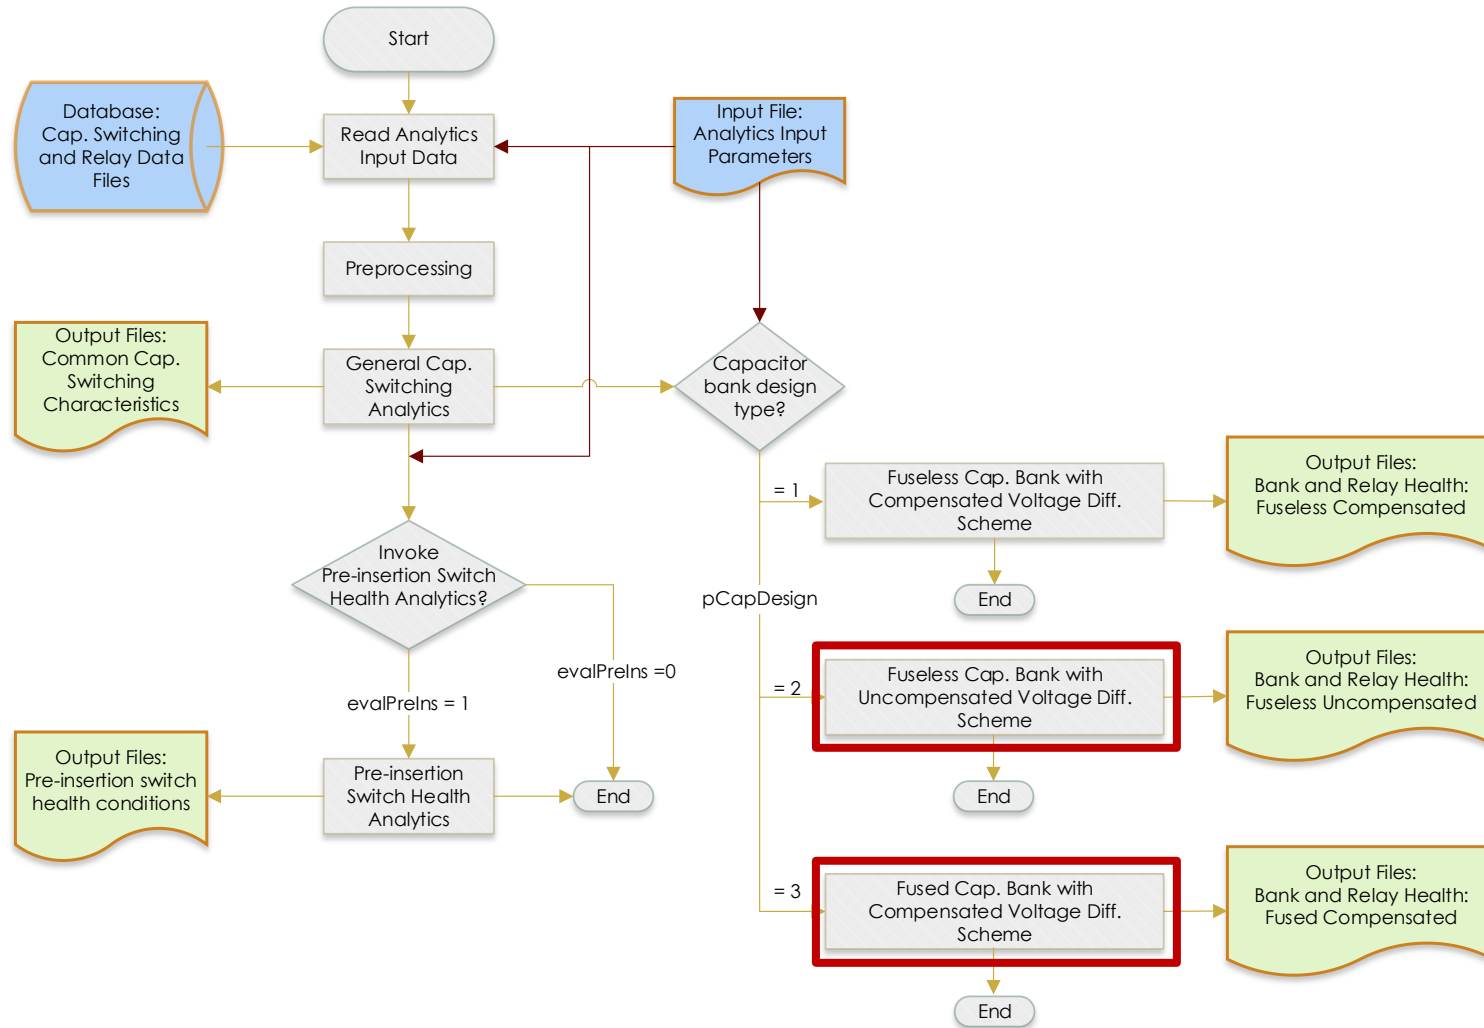 Start
Database:
Cap. Switching
and Relay Data
Files
Read Analytics
Input Data
Input File:
Analytics Input
Parameters
Preprocessing
Output Files:
Common Cap.
Switching
Characteristics
General Cap.
Switching
Analytics
Capacitor
bank design
type?
Invoke
Pre-insertion Switch
Health Analytics?
evalPreIns =0
evalPreIns = 1
Output Files:
Pre-insertion switch
health conditions
Pre-insertion
Switch Health
Analytics
End
pCapDesign
= 1
Fuseless Cap. Bank with
Compensated Voltage Diff.
Scheme
Output Files:
Bank and Relay Health:
Fuseless Compensated
End
= 2
Fuseless Cap. Bank with
Uncompensated Voltage Diff.
Scheme
Output Files:
Bank and Relay Health:
Fuseless Uncompensated
End
= 3
Fused Cap. Bank with
Compensated Voltage Diff.
Scheme
Output Files:
Bank and Relay Health:
Fused Compensated
End